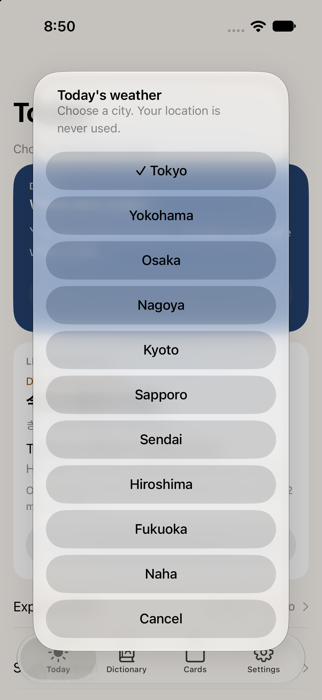 8:50
Today's weather
Choose a city. Your location is
never used.
✓ Tokyo
Yokohama
Osaka
Nagoya
Kyoto
Sapporo
Sendai
Hiroshima
Fukuoka
Naha
Cancel
Today
Dictionary
Cards
Settings